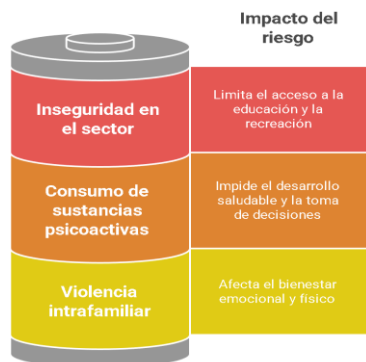 Impacto del
riesgo
Inseguridad en
el sector
Limita el acceso a la
educación y la
recreación
Consumo de
sustancias
psicoactivas
Impide el desarrollo
saludable y la toma
de decisiones
Violencia
intrafamiliar
Afecta el bienestar
emocional y físico